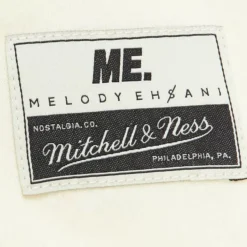 ME.
MELODY EHSANI
NOSTALGIA.CO.
Mitchell & Ness
PHILADELPHIA, PA.